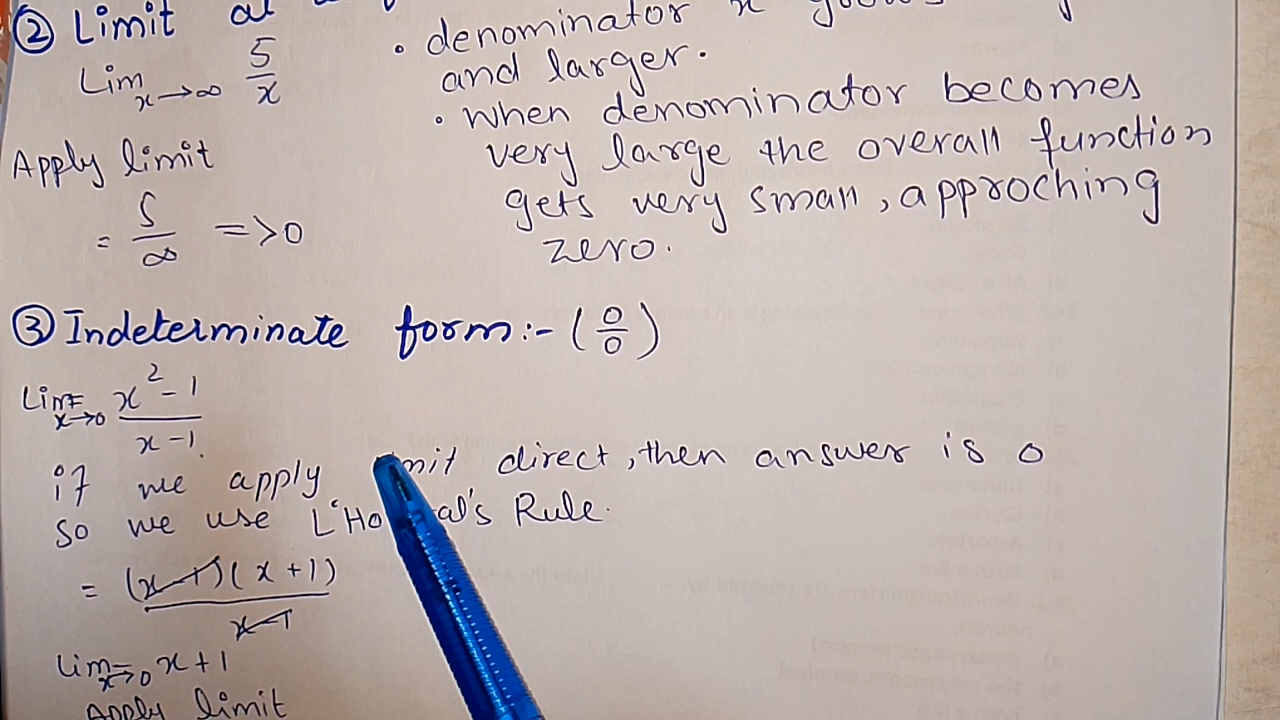 ② Limit at
Lim x→∞ 5/x
• denominator x
and larger.
• When denominator becomes
very large the overall function
gets very small, approching
zero.
Apply limit
= 5/∞ => 0
③ Indeterminate form:- (0/0)
Lim x→0 x²-1/x-1
if we apply limit direct, then answer is 0
So we use Rule.
= (x-1)(x+1)/x-1
Lim x→0 x+1
Apply limit